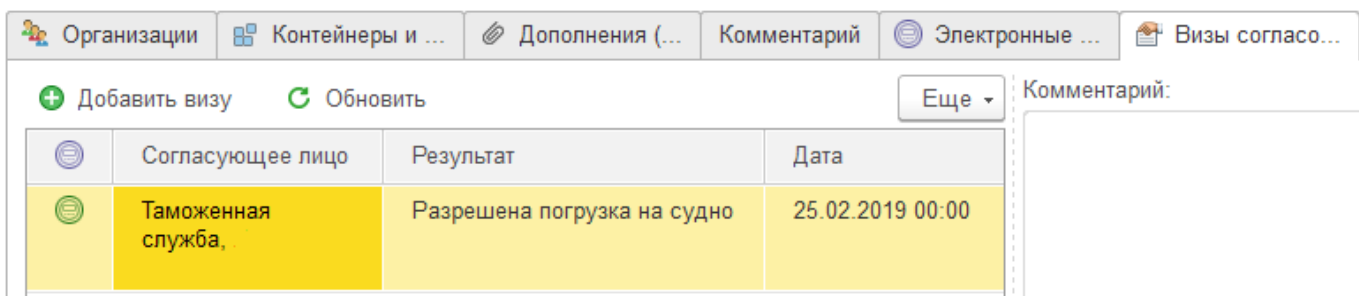 Организации Контейнеры и ... Дополнения (... Комментарий Электронные ... Визы согласо...
Добавить визу Обновить Еще Комментарий:
Согласующее лицо Результат Дата
Таможенная Разрешена погрузка на судно 25.02.2019 00:00
служба,